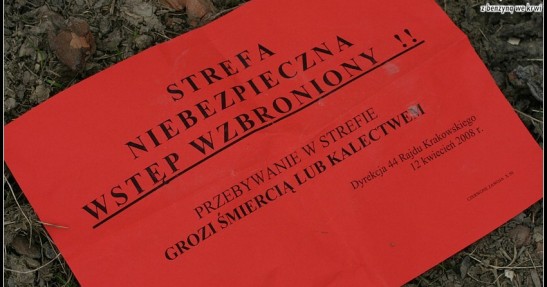 z benzyną we krwi
STREFA
NIEBEZPIECZNA
WSTĘP WZBRONIONY !!
PRZEBYWANIE W STREFIE
GROZI ŚMIERCIĄ LUB KALECTWEM
Dyrekcja 44 Rajdu Krakowskiego
12 kwiecień 2008 r.